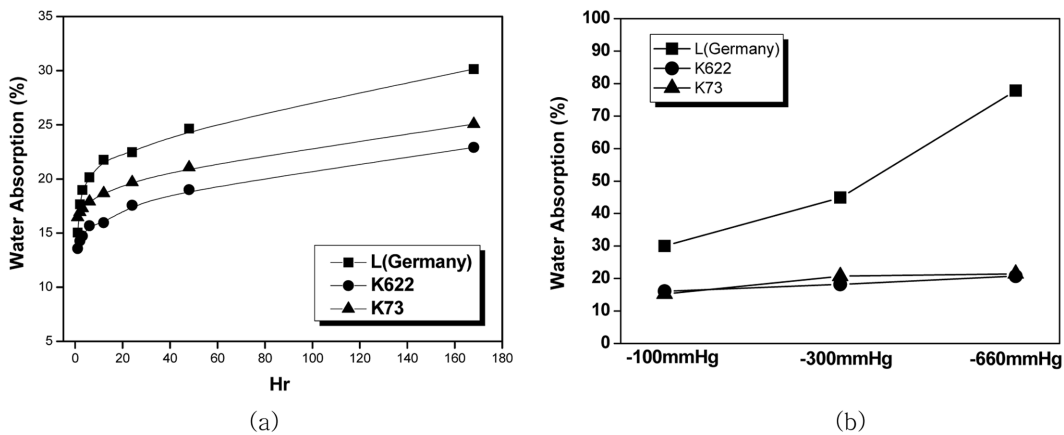 35
30
25
20
15
10
5
Water Absorption (%)
L(Germany)
K622
K73
0 20 40 60 80 100 120 140 160 180
Hr
(a)
100
90
80
70
60
50
40
30
20
10
0
Water Absorption (%)
L(Germany)
K622
K73
-100mmHg -300mmHg -660mmHg
(b)